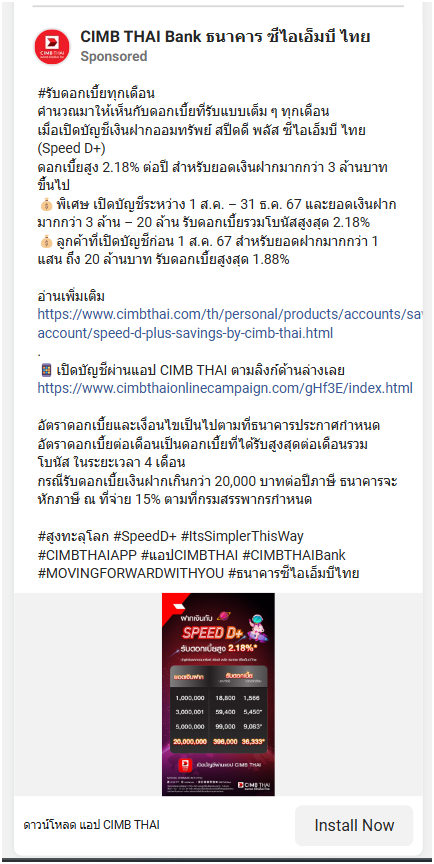 CIMB THAI Bank ธนาคาร ซีไอเอ็มบี ไทย
Sponsored
#รับดอกเบี้ยทุกเดือน
คำนวณมาให้เห็นกับดอกเบี้ยที่รับแบบเต็ม ๆ ทุกเดือน
เมื่อเปิดบัญชีเงินฝากออมทรัพย์ สปีดดี พลัส ซีไอเอ็มบี ไทย
(Speed D+)
ดอกเบี้ยสูง 2.18% ต่อปี สำหรับยอดเงินฝากมากกว่า 3 ล้านบาท
ขึ้นไป
💰 พิเศษ เปิดบัญชีระหว่าง 1 ส.ค. – 31 ธ.ค. 67 และยอดเงินฝาก
มากกว่า 3 ล้าน – 20 ล้าน รับดอกเบี้ยรวมโบนัสสูงสุด 2.18%
💰 ลูกค้าที่เปิดบัญชีก่อน 1 ส.ค. 67 สำหรับยอดฝากมากกว่า 1
แสน ถึง 20 ล้านบาท รับดอกเบี้ยสูงสุด 1.88%
อ่านเพิ่มเติม
https://www.cimbthai.com/th/personal/products/accounts/sav
account/speed-d-plus-savings-by-cimb-thai.html
.
📱 เปิดบัญชีผ่านแอป CIMB THAI ตามลิงก์ด้านล่างเลย
https://www.cimbthaionlinecampaign.com/gHf3E/index.html
อัตราดอกเบี้ยและเงื่อนไขเป็นไปตามที่ธนาคารประกาศกำหนด
อัตราดอกเบี้ยต่อเดือนเป็นดอกเบี้ยที่ได้รับสูงสุดต่อเดือนรวม
โบนัส ในระยะเวลา 4 เดือน
กรณีรับดอกเบี้ยเงินฝากเกินกว่า 20,000 บาทต่อปีภาษี ธนาคารจะ
หักภาษี ณ ที่จ่าย 15% ตามที่กรมสรรพากรกำหนด
#สูงทะลุโลก #SpeedD+ #ItsSimplerThisWay
#CIMBTHAIAPP #แอปCIMBTHAI #CIMBTHAIBank
#MOVINGFORWARDWITHYOU #ธนาคารซีไอเอ็มบีไทย
ฝากเงินกับ
SPEED D+
รับดอกเบี้ยสูง 2.18%*
ยอดเงินฝาก รับดอกเบี้ย
1,000,000 18,800 1,566
3,000,001 59,400 5,450*
5,000,000 99,000 9,083*
20,000,000 396,000 36,333*
เปิดบัญชีผ่านแอป CIMB THAI
CIMB THAI
ดาวน์โหลด แอป CIMB THAI
Install Now